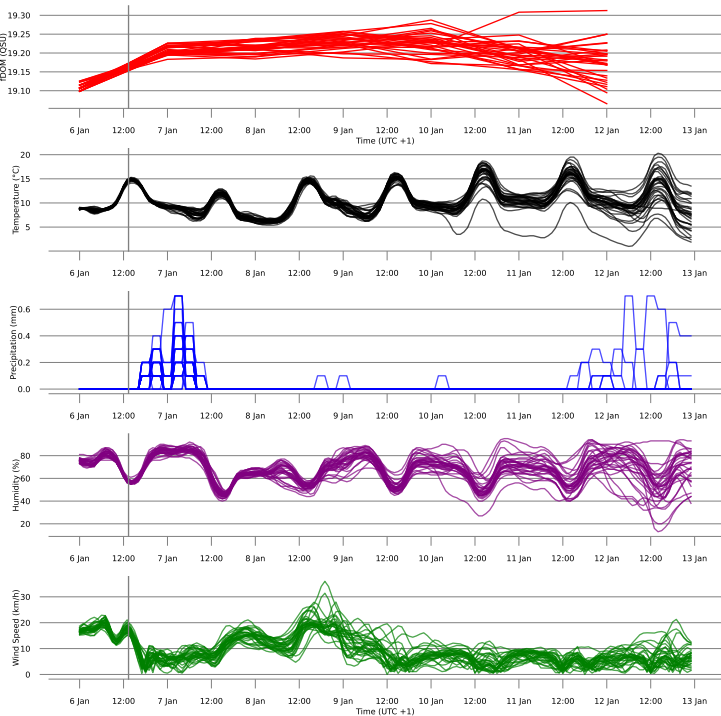 19.30
19.25
19.20
19.15
19.10
fDOM (QSU)
6 Jan 12:00 7 Jan 12:00 8 Jan 12:00 9 Jan 12:00 10 Jan 12:00 11 Jan 12:00 12 Jan 12:00 13 Jan
Time (UTC +1)
20
15
10
5
Temperature (°C)
6 Jan 12:00 7 Jan 12:00 8 Jan 12:00 9 Jan 12:00 10 Jan 12:00 11 Jan 12:00 12 Jan 12:00 13 Jan
0.6
0.4
0.2
0.0
Precipitation (mm)
6 Jan 12:00 7 Jan 12:00 8 Jan 12:00 9 Jan 12:00 10 Jan 12:00 11 Jan 12:00 12 Jan 12:00 13 Jan
80
60
40
20
Humidity (%)
6 Jan 12:00 7 Jan 12:00 8 Jan 12:00 9 Jan 12:00 10 Jan 12:00 11 Jan 12:00 12 Jan 12:00 13 Jan
30
20
10
0
Wind Speed (km/h)
6 Jan 12:00 7 Jan 12:00 8 Jan 12:00 9 Jan 12:00 10 Jan 12:00 11 Jan 12:00 12 Jan 12:00 13 Jan
Time (UTC +1)